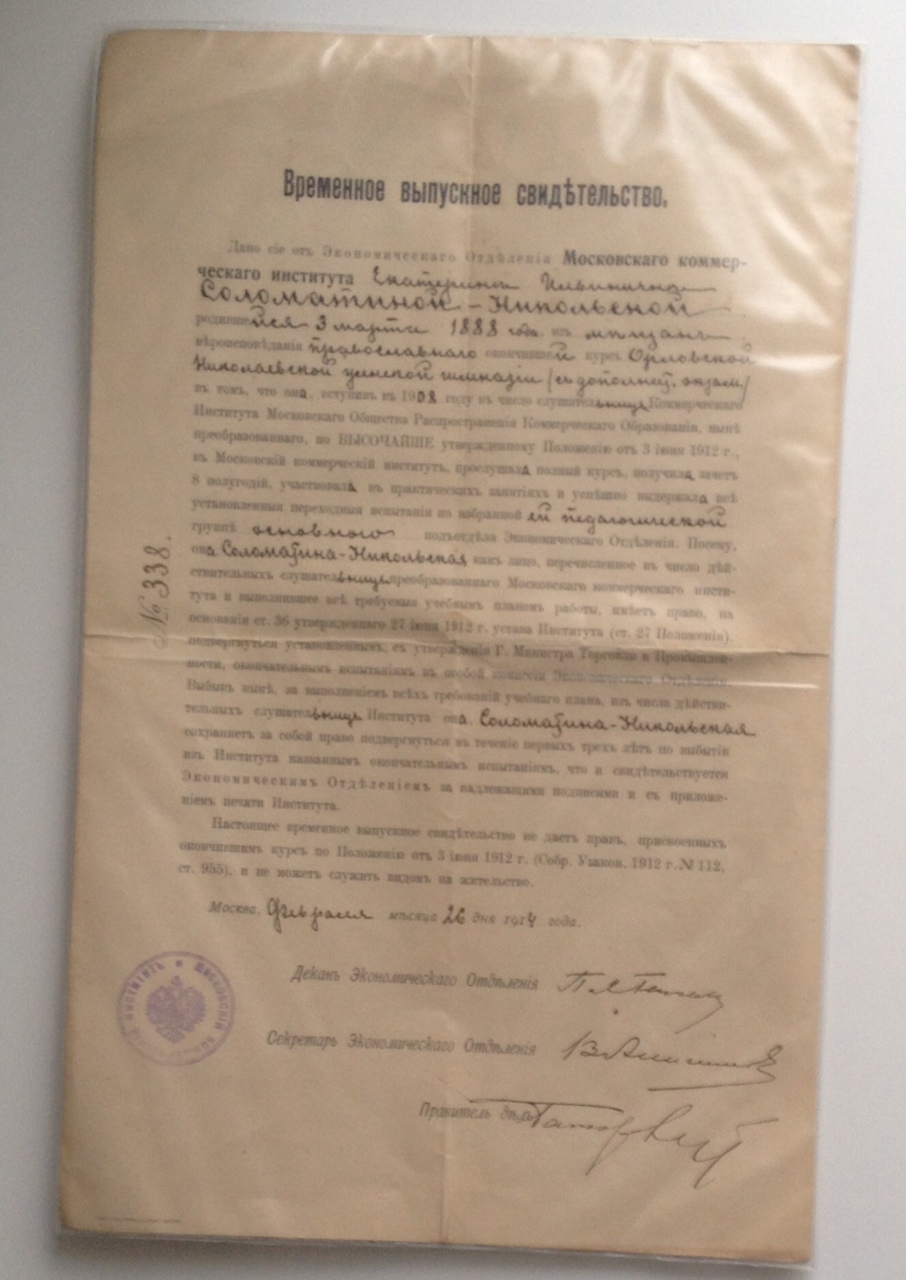 Временное выпускное свидѣтельство.
Дано сіе отъ Экономическаго Отдѣленія Московскаго коммер-
ческаго института Екатеринѣ Ильиничнѣ
Соломатиной - Никольской
родившейся 3 марта 1888 года изъ мѣщанъ,
вѣроисповѣданія православнаго окончившей курсъ Орловской
Николаевской женской гимназіи (съ дополнит. экзам.)
въ томъ, что она, вступивъ въ 1908 году въ число слушательницъ Коммерческаго
Института Московскаго Общества Распространенія Коммерческаго Образованія, нынѣ
преобразованнаго, по ВЫСОЧАЙШЕ утвержденному Положенію отъ 3 іюня 1912 г.,
въ Московскій коммерческій институтъ, прослушала полный курсъ, получила зачетъ
8 полугодій, участвовала въ практическихъ занятіяхъ и успѣшно выдержала всѣ
установленныя переходныя испытанія по избранной ей педагогической
группѣ основного подъотдѣла Экономическаго Отдѣленія. Посему,
она Соломатина-Никольская какъ лицо, перечисленное въ число дѣй-
ствительныхъ слушательницъ преобразованнаго Московскаго коммерческаго инсти-
тута и выполнившее всѣ требуемыя учебнымъ планомъ работы, имѣетъ право, на
основаніи ст. 36 утвержденнаго 27 іюня 1912 г. устава Института (ст. 27 Положенія),
подвергнуться установленнымъ, съ утвержденія Г. Министра Торговли и Промышлен-
ности, окончательнымъ испытаніямъ въ особой комиссіи Экономическаго Отдѣленія.
Выбывъ нынѣ, за выполненіемъ всѣхъ требованій учебнаго плана, изъ числа дѣйстви-
тельныхъ слушательницъ Института она Соломатина-Никольская
сохраняетъ за собой право подвергнуться въ теченіе первыхъ трехъ лѣтъ по выбытіи
изъ Института названнымъ окончательнымъ испытаніямъ, что и свидѣтельствуется
Экономическимъ Отдѣленіемъ за надлежащими подписями и съ приложе-
ніемъ печати Института.
Настоящее временное выпускное свидѣтельство не даетъ правъ, присвоенныхъ
окончившимъ курсъ по Положенію отъ 3 іюня 1912 г. (Собр. Узакон. 1912 г. № 112,
ст. 955), и не можетъ служить видомъ на жительство.
Москва. Февраля мѣсяца 26 дня 1914 года.
Деканъ Экономическаго Отдѣленія
Секретарь Экономическаго Отдѣленія
Правитель дѣлъ
№ 338.
Московскій коммерческій институтъ